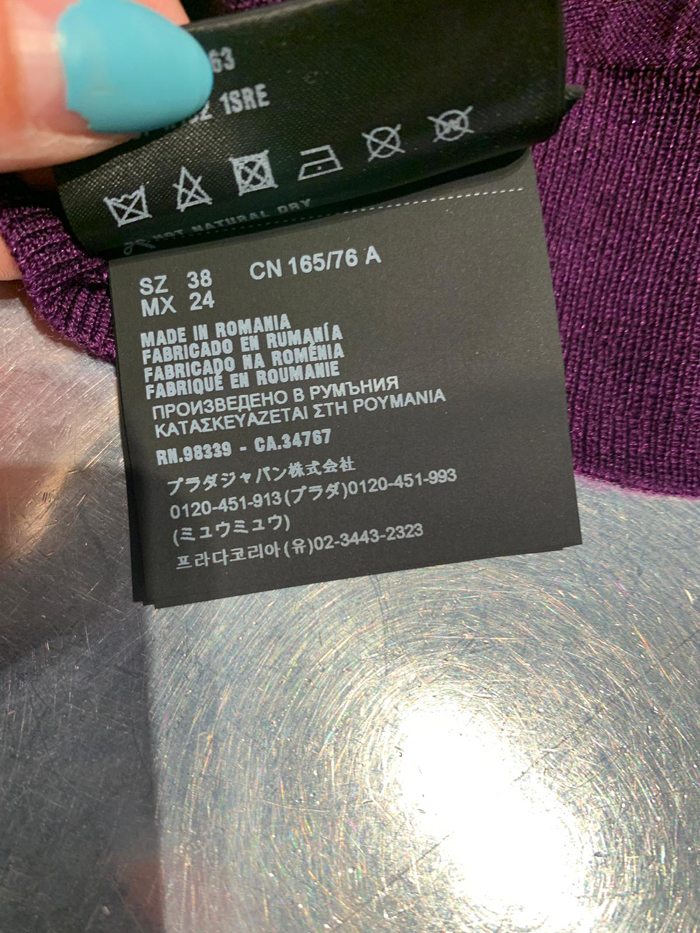 63
1SRE
NOT NATURAL DRY
SZ 38 CN 165/76 A
MX 24
MADE IN ROMANIA
FABRICADO EN RUMANÍA
FABRICADO NA ROMÉNIA
FABRIQUÉ EN ROUMANIE
ПРОИЗВЕДЕНО В РУМЪНИЯ
ΚΑΤΑΣΚΕΥΑΖΕΤΑΙ ΣΤΗ ΡΟΥΜΑΝΙΑ
RN.98339 - CA.34767
プラダジャパン株式会社
0120-451-913(プラダ)0120-451-993
(ミュウミュウ)
프라다코리아(유)02-3443-2323